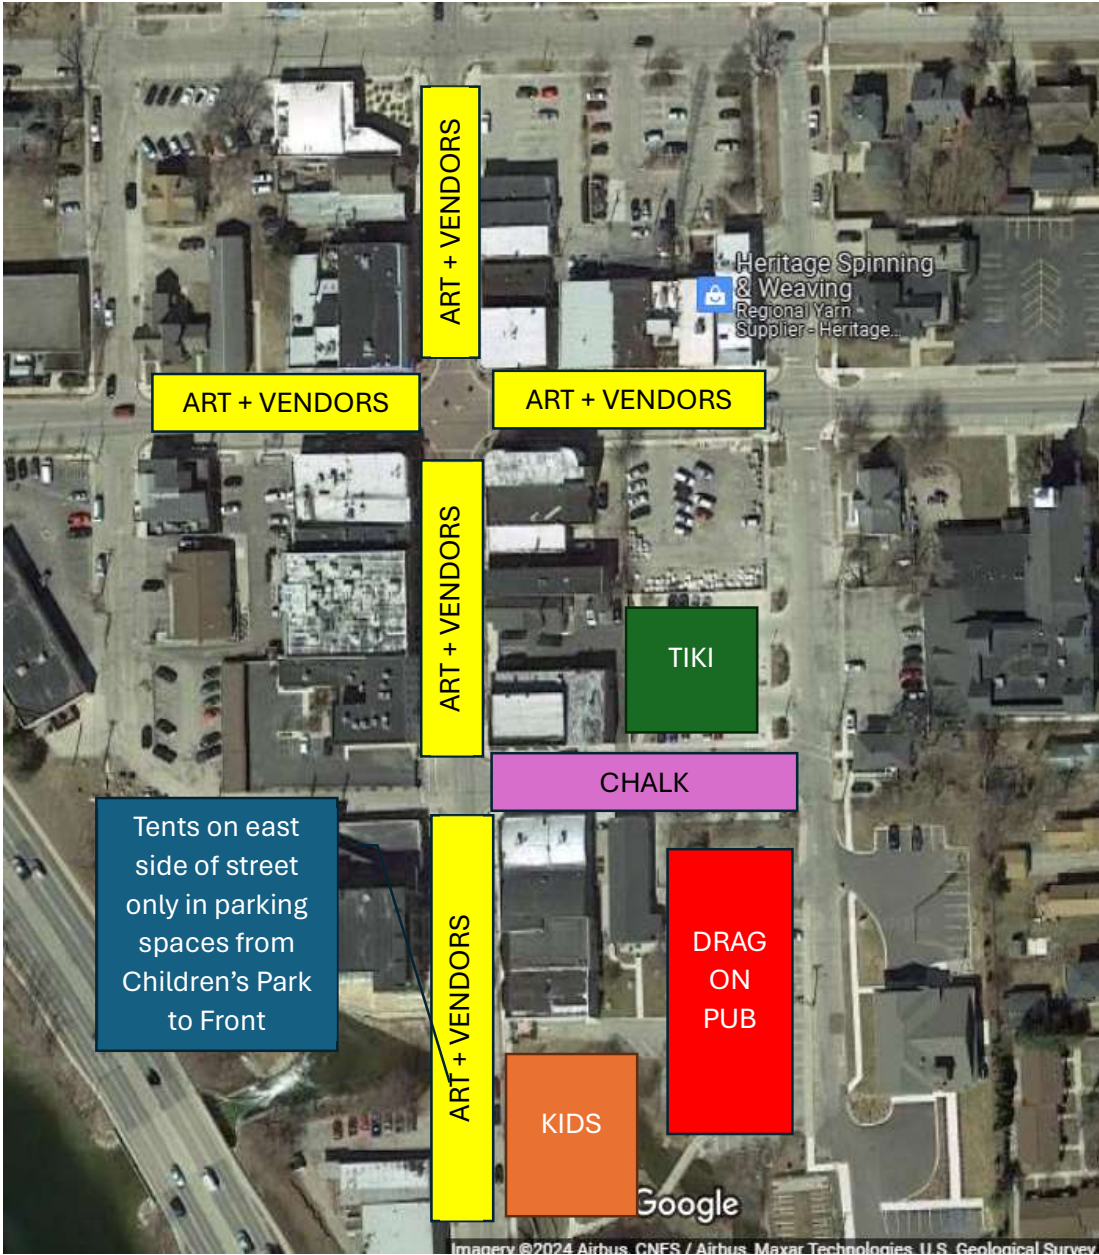 ART + VENDORS
Heritage Spinning
& Weaving
Regional Yarn
Supplier - Heritage...
ART + VENDORS
ART + VENDORS
ART + VENDORS
TIKI
CHALK
Tents on east
side of street
only in parking
spaces from
Children's Park
to Front
ART + VENDORS
DRAG
ON
PUB
KIDS
Google
Imagery ©2024 Airbus, CNES / Airbus, Maxar Technologies, U.S. Geological Survey,